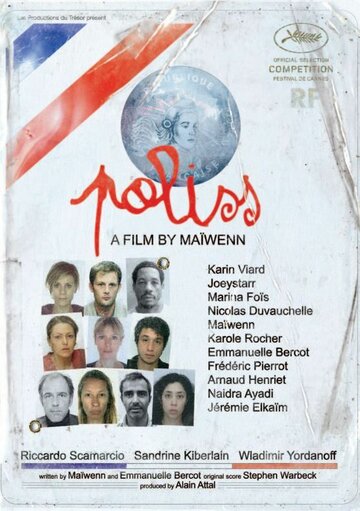 Les Productions du Trésor présent
OFFICIAL SELECTION
COMPETITION
FESTIVAL DE CANNES
RF
poliss
A FILM BY MAÏWENN
Karin Viard
Joeystarr
Marina Foïs
Nicolas Duvauchelle
Maïwenn
Karole Rocher
Emmanuelle Bercot
Frédéric Pierrot
Arnaud Henriet
Naidra Ayadi
Jérémie Elkaïm
Riccardo Scamarcio Sandrine Kiberlain Wladimir Yordanoff
written by Maïwenn and Emmanuelle Bercot original score Stephen Warbeck
produced by Alain Attal